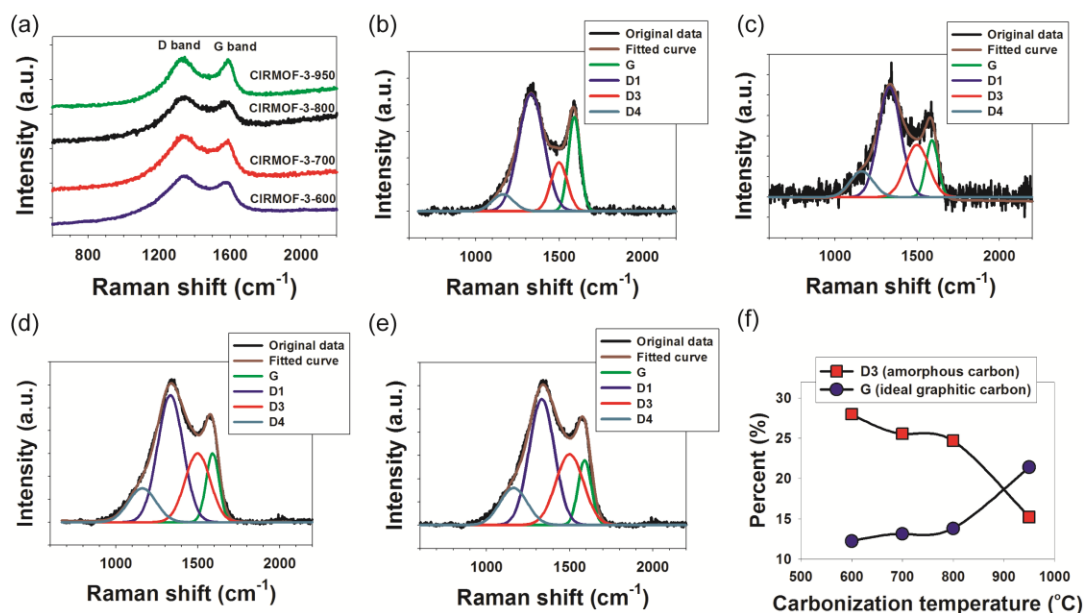 (a)
D band
G band
CIRMOF-3-950
CIRMOF-3-800
CIRMOF-3-700
CIRMOF-3-600
Intensity (a.u.)
800 1200 1600 2000
Raman shift (cm-1)
(b)
Original data
Fitted curve
G
D1
D3
D4
Intensity (a.u.)
1000 1500 2000
Raman shift (cm-1)
(c)
Original data
Fitted curve
G
D1
D3
D4
Intensity (a.u.)
1000 1500 2000
Raman shift (cm-1)
(d)
Original data
Fitted curve
G
D1
D3
D4
Intensity (a.u.)
1000 1500 2000
Raman shift (cm-1)
(e)
Original data
Fitted curve
G
D1
D3
D4
Intensity (a.u.)
1000 1500 2000
Raman shift (cm-1)
(f)
D3 (amorphous carbon)
G (ideal graphitic carbon)
Percent (%)
30
25
20
15
10
500 600 700 800 900 1000
Carbonization temperature (°C)